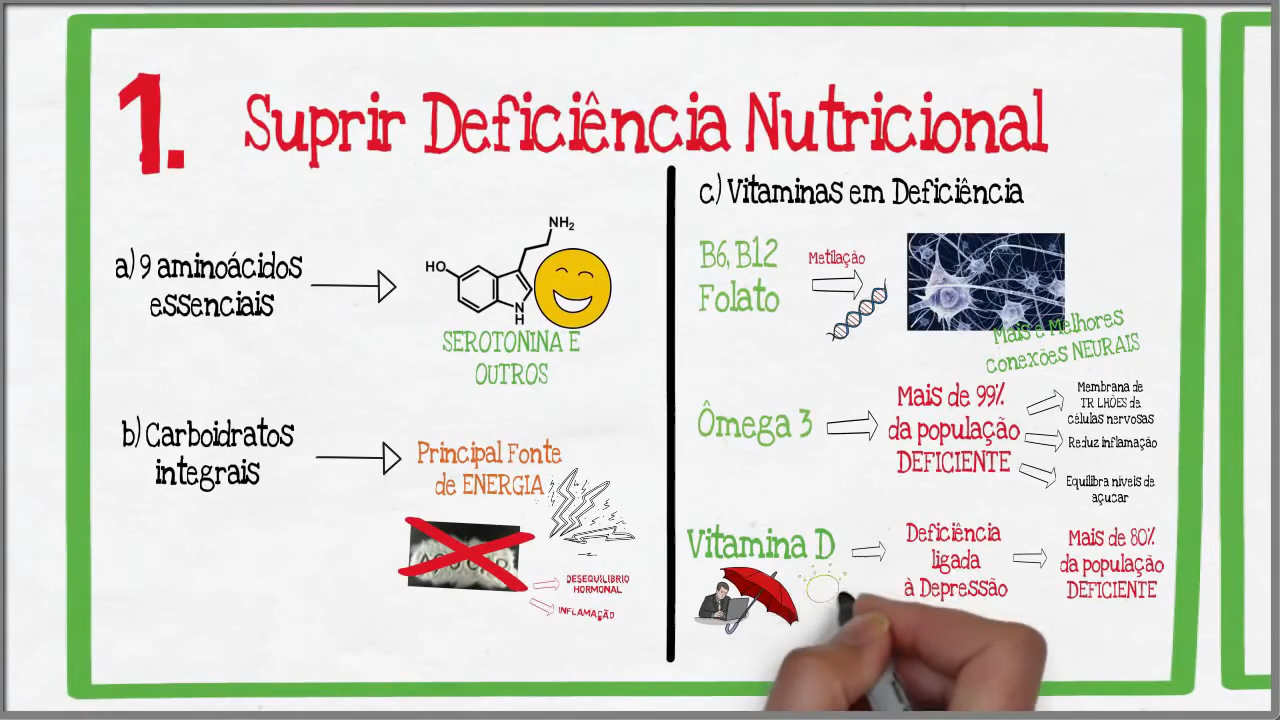 1. Suprir Deficiência Nutricional
a) 9 aminoácidos
essenciais
NH₂
HO
N
H
SEROTONINA E
OUTROS
b) Carboidratos
integrais
Principal Fonte
de ENERGIA
DESEQUILIBRIO
HORMONAL
INFLAMAÇÃO
c) Vitaminas em Deficiência
B6, B12
Folato
Metilação
Mais e Melhores
conexões NEURAIS
Ômega 3
Mais de 99%
da população
DEFICIENTE
Membrana de
TR LHÕES de
células nervosas
Reduz inflamação
Equilibra níveis de
açucar
Vitamina D
Deficiência
ligada
à Depressão
Mais de 80%
da população
DEFICIENTE